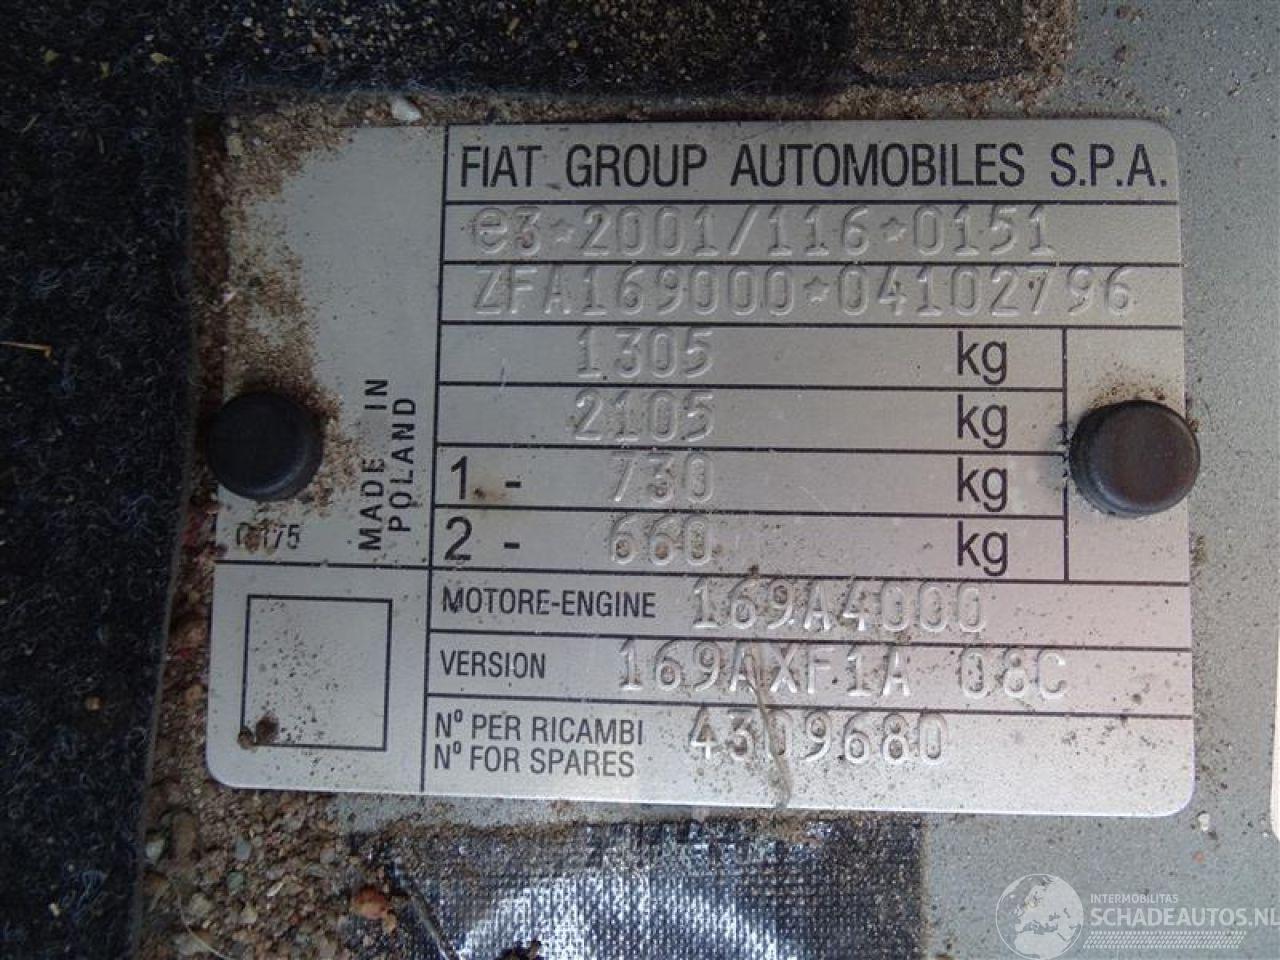 FIAT GROUP AUTOMOBILES S.P.A.
e3*2001/116*0151
ZFA169000*04102796
1305 kg
2105 kg
1 - 730 kg
2 - 660 kg
MADE IN
POLAND
MOTORE-ENGINE 169A4000
VERSION 169AXF1A 08C
Nº PER RICAMBI 4309680
Nº FOR SPARES
INTERMOBILITAS
SCHADEAUTOS.NL